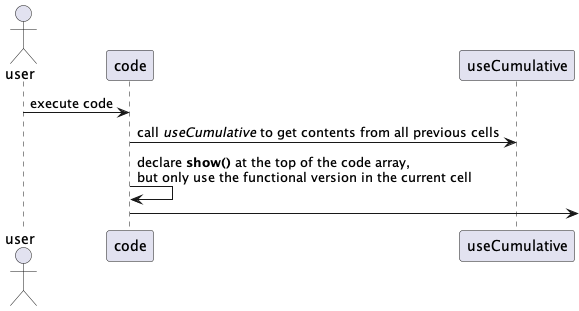 user
code
useCumulative
execute code
call useCumulative to get contents from all previous cells
declare show() at the top of the code array,
but only use the functional version in the current cell
user
code
useCumulative